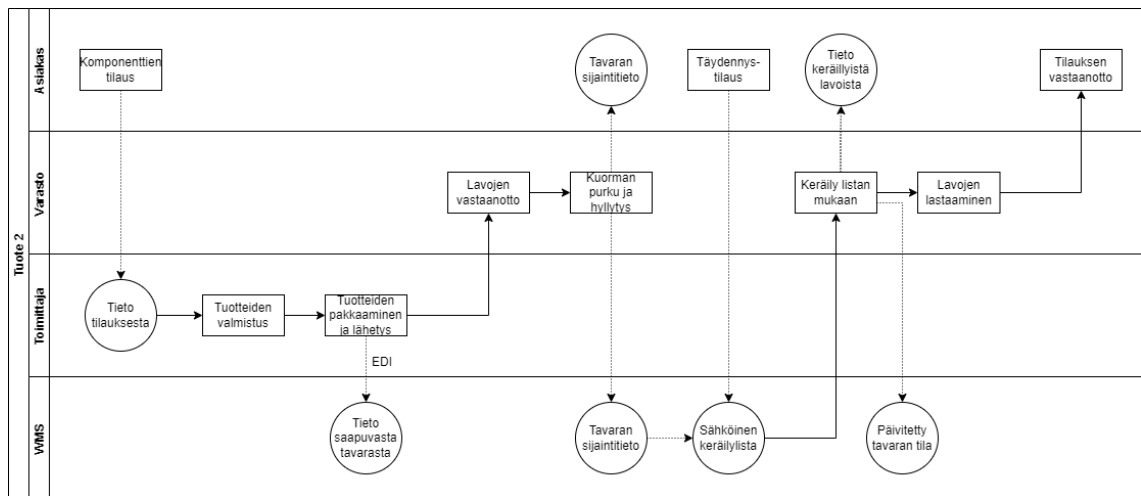 Tuote 2
Asiakas
Komponenttien
tilaus
Tavaran
sijaintitieto
Täydennys-
tilaus
Tieto
keräillyistä
lavoista
Tilauksen
vastaanotto
Varasto
Lavojen
vastaanotto
Kuorman
purku ja
hyllytys
Keräily listan
mukaan
Lavojen
lastaaminen
Toimittaja
Tieto
tilauksesta
Tuotteiden
valmistus
Tuotteiden
pakkaaminen
ja lähetys
EDI
WMS
Tieto
saapuvasta
tavarasta
Tavaran
sijaintitieto
Sähköinen
keräilylista
Päivitetty
tavaran tila